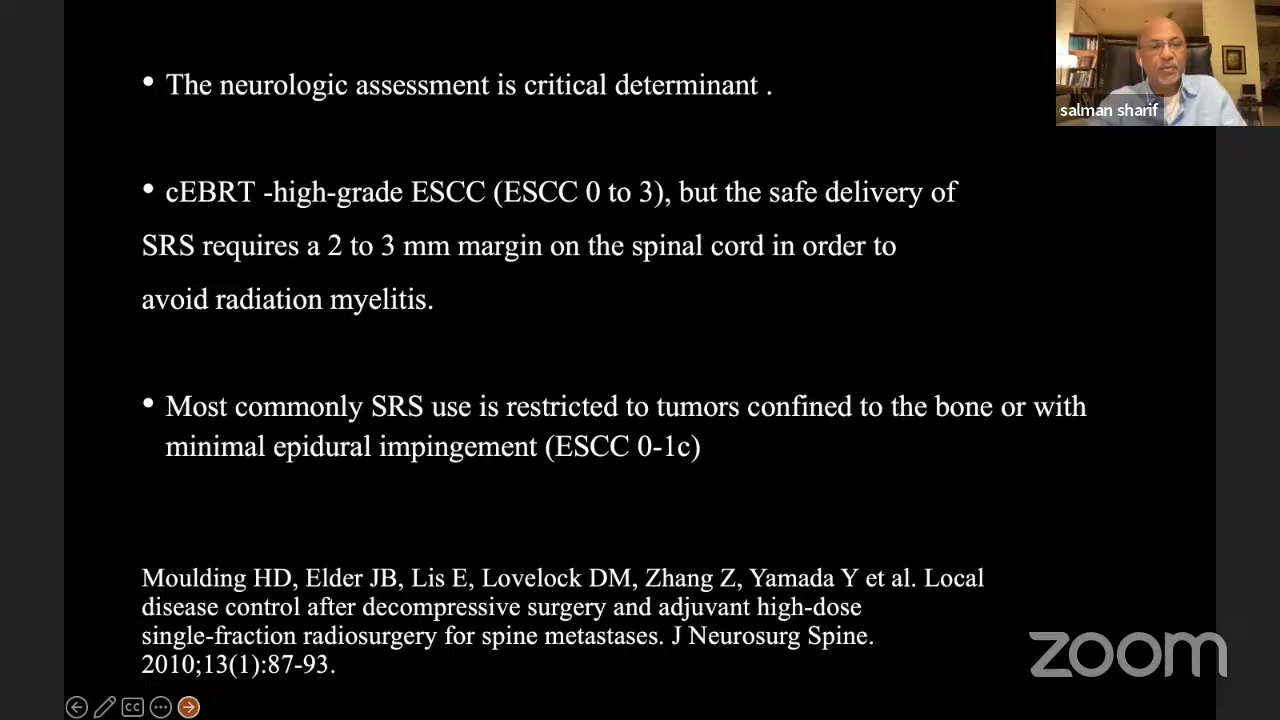 • The neurologic assessment is critical determinant .
• cEBRT -high-grade ESCC (ESCC 0 to 3), but the safe delivery of
SRS requires a 2 to 3 mm margin on the spinal cord in order to
avoid radiation myelitis.
• Most commonly SRS use is restricted to tumors confined to the bone or with
minimal epidural impingement (ESCC 0-1c)
Moulding HD, Elder JB, Lis E, Lovelock DM, Zhang Z, Yamada Y et al. Local
disease control after decompressive surgery and adjuvant high-dose
single-fraction radiosurgery for spine metastases. J Neurosurg Spine.
2010;13(1):87-93.
salman sharif
zoom
CC